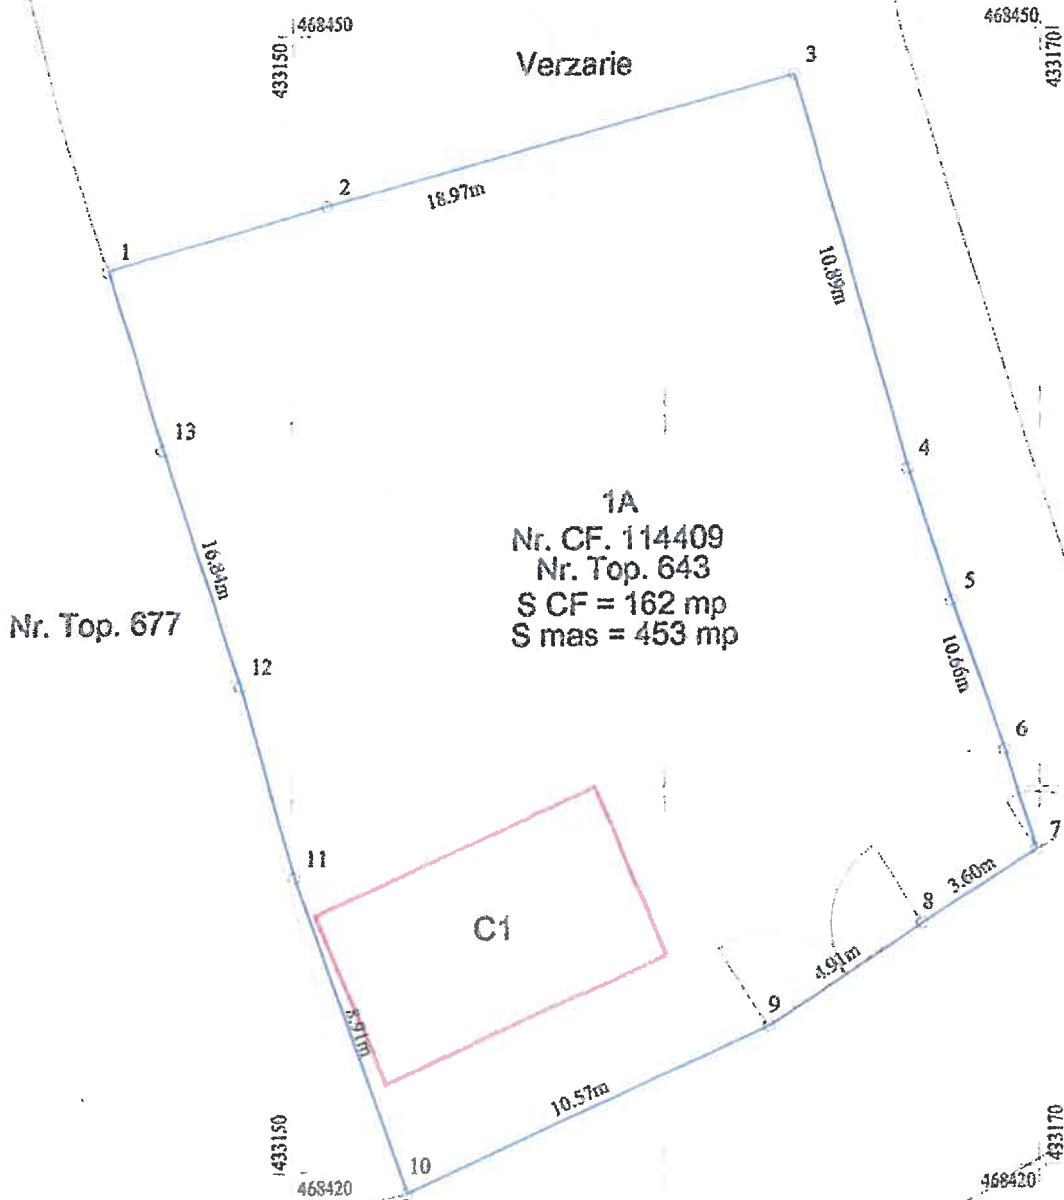 468450
433150
468450
433170
Verzarie
3
2
18.97m
1
10.89m
13
4
1A
Nr. CF. 114409
Nr. Top. 643
S CF = 162 mp
S mas = 453 mp
16.84m
5
Nr. Top. 677
10.66m
12
6
7
11
3.60m
8
C1
4.91m
9
8.91m
10.57m
433150
468420
10
433170
468420